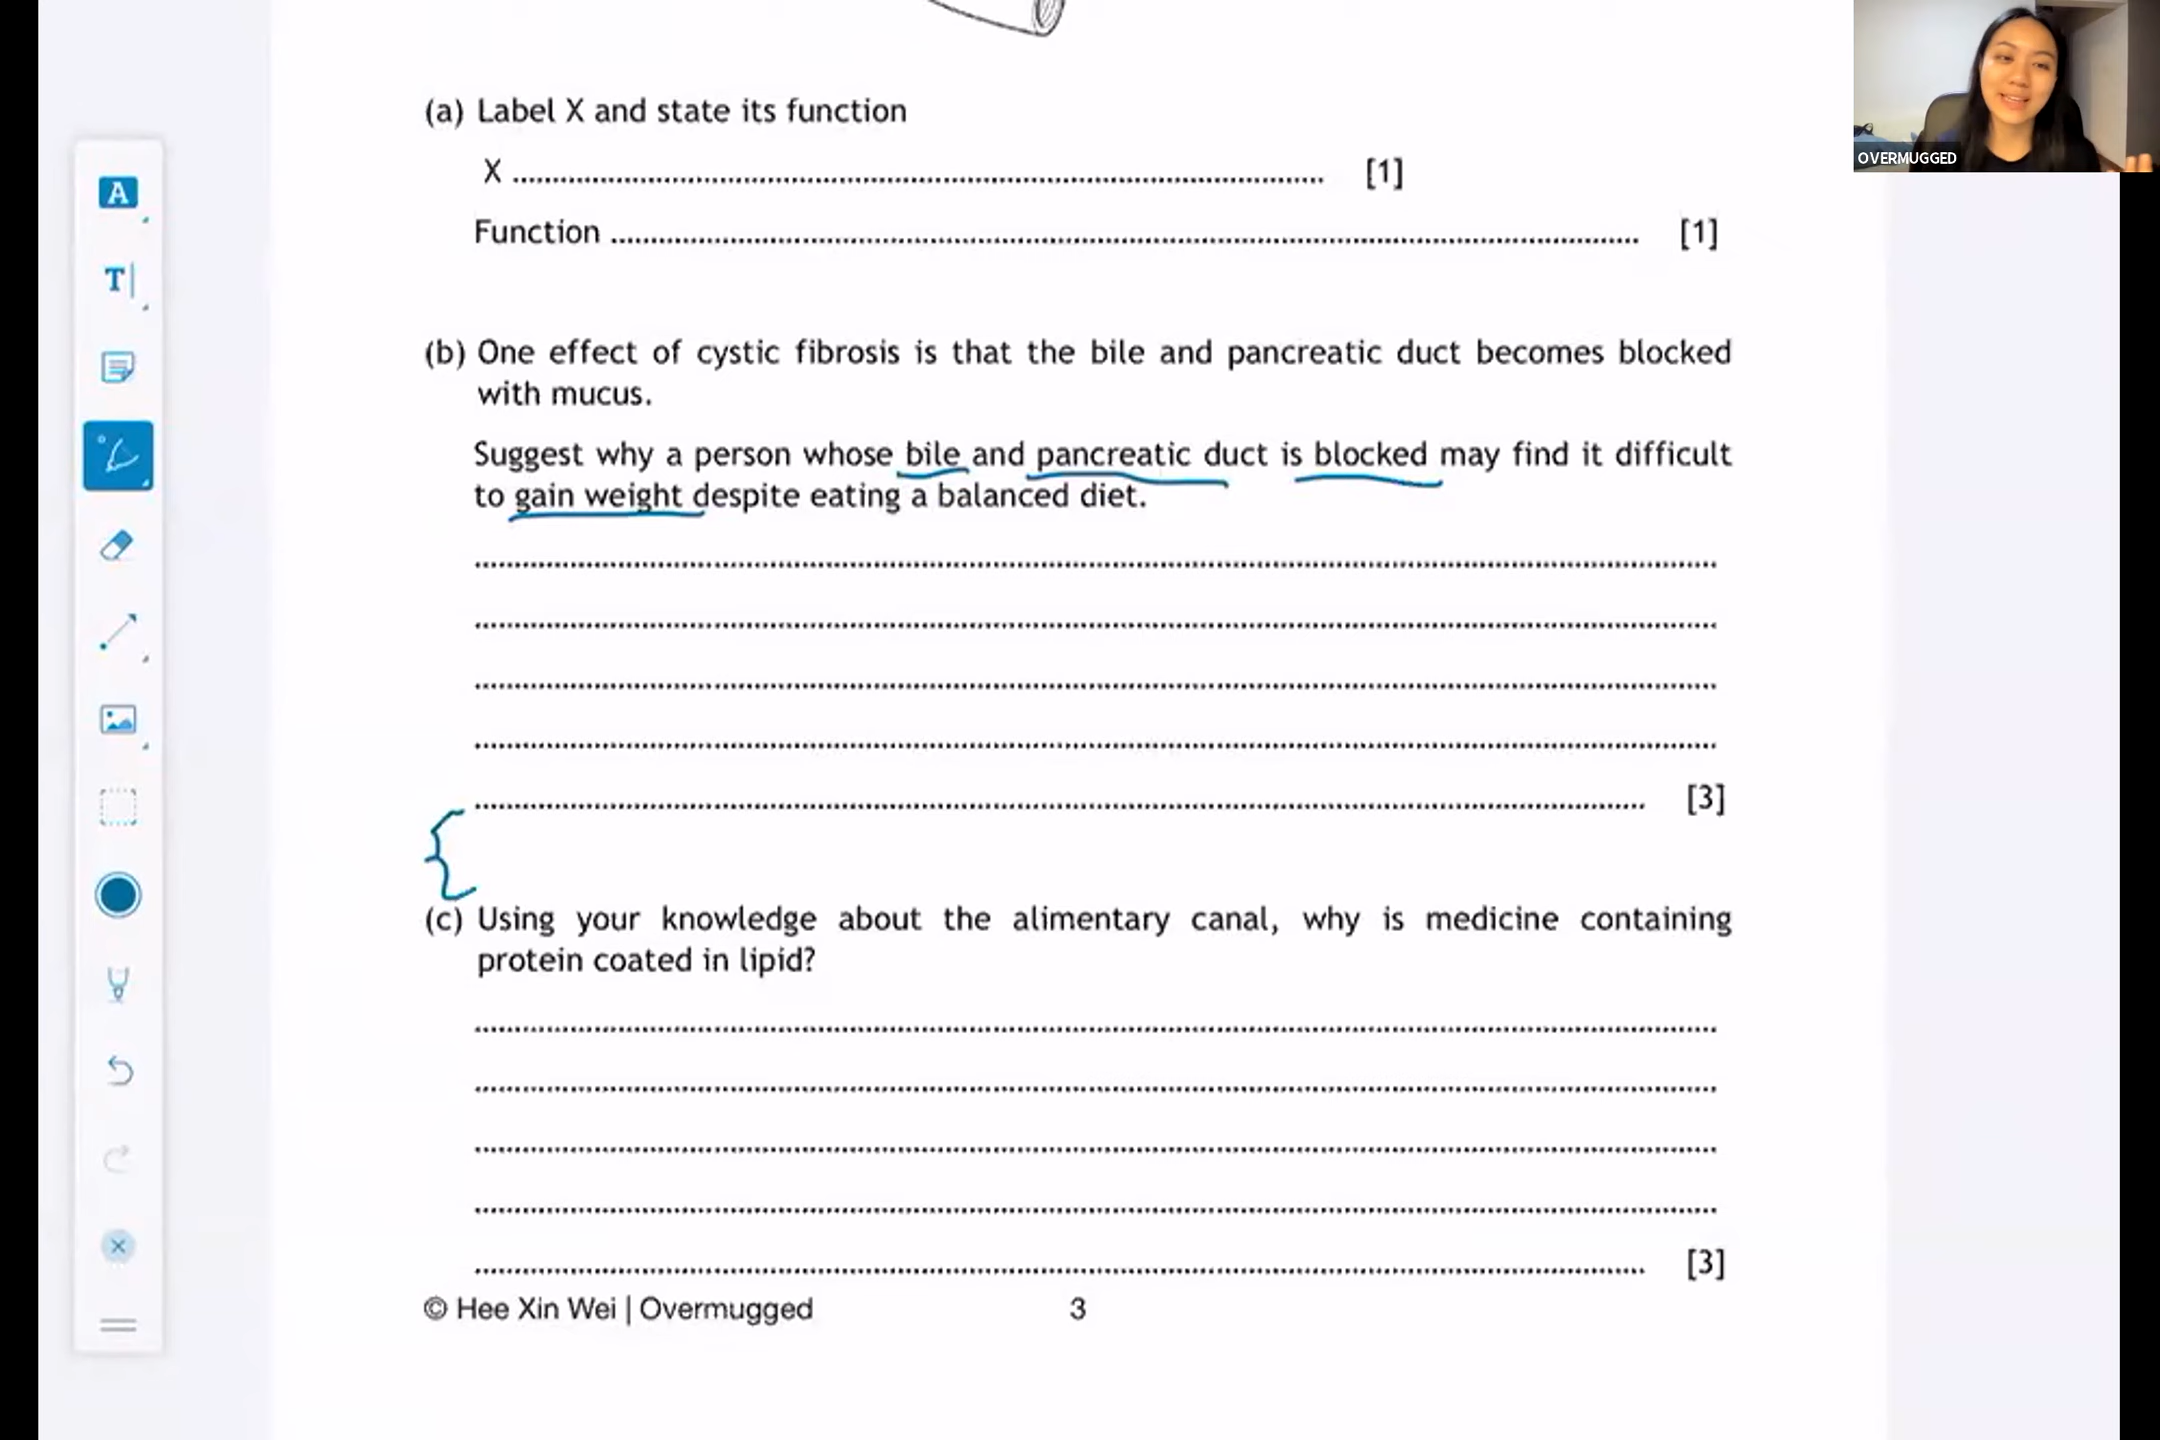 OVERMUGGED
(a) Label X and state its function
X ........................................ [1]
Function ........................................ [1]
(b) One effect of cystic fibrosis is that the bile and pancreatic duct becomes blocked
with mucus.
Suggest why a person whose bile and pancreatic duct is blocked may find it difficult
to gain weight despite eating a balanced diet.
[3]
(c) Using your knowledge about the alimentary canal, why is medicine containing
protein coated in lipid?
[3]
© Hee Xin Wei | Overmugged 3